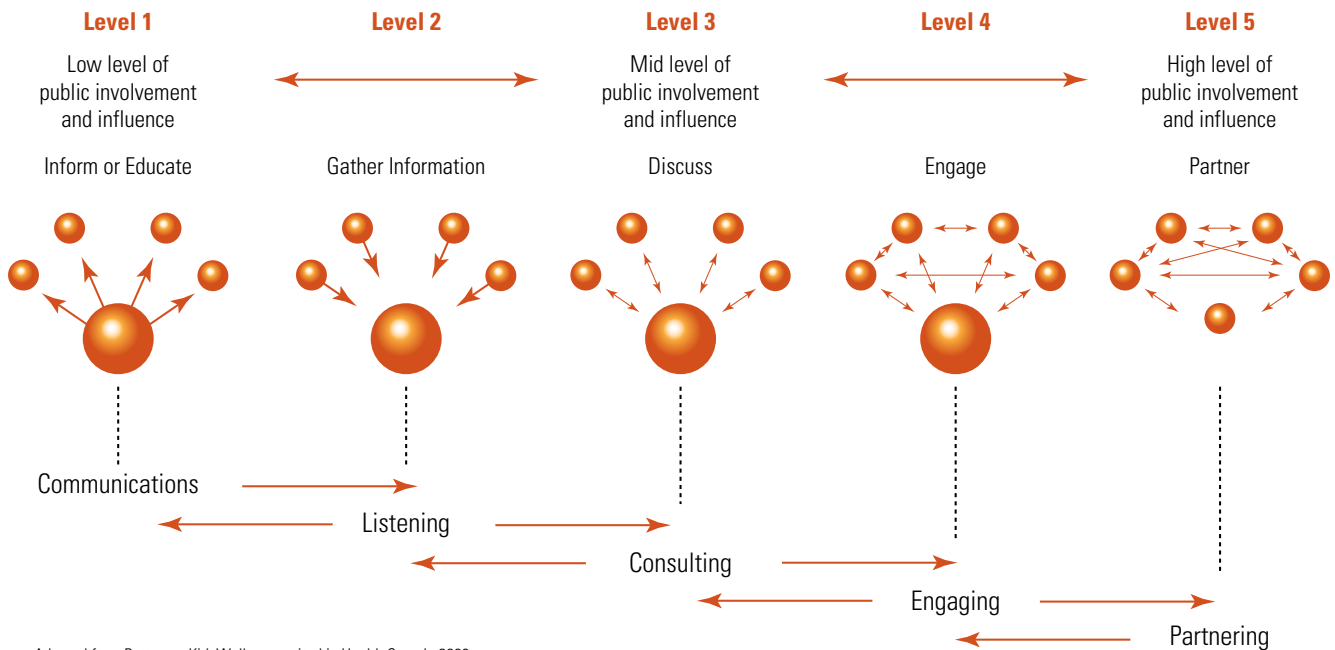 Level 1
Level 2
Level 3
Level 4
Level 5
Low level of
public involvement
and influence
Mid level of
public involvement
and influence
High level of
public involvement
and influence
Inform or Educate
Gather Information
Discuss
Engage
Partner
Communications
Listening
Consulting
Engaging
Partnering